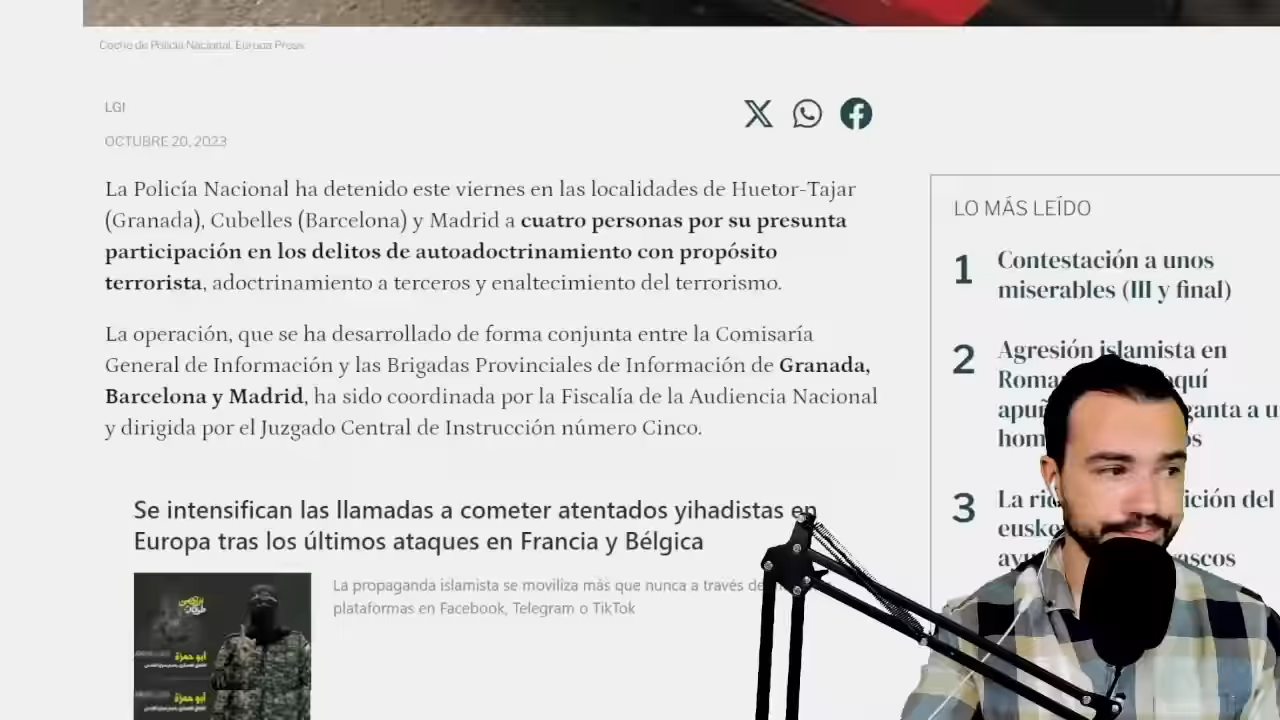 Coche de Policía Nacional. Europa Press
LGI
OCTUBRE 20, 2023
La Policía Nacional ha detenido este viernes en las localidades de Huetor-Tajar
(Granada), Cubelles (Barcelona) y Madrid a cuatro personas por su presunta
participación en los delitos de autoadoctrinamiento con propósito
terrorista, adoctrinamiento a terceros y enaltecimiento del terrorismo.
La operación, que se ha desarrollado de forma conjunta entre la Comisaría
General de Información y las Brigadas Provinciales de Información de Granada,
Barcelona y Madrid, ha sido coordinada por la Fiscalía de la Audiencia Nacional
y dirigida por el Juzgado Central de Instrucción número Cinco.
Se intensifican las llamadas a cometer atentados yihadistas en
Europa tras los últimos ataques en Francia y Bélgica
La propaganda islamista se moviliza más que nunca a través de
plataformas en Facebook, Telegram o TikTok
أبو حمزة
أبو حمزة
LO MÁS LEÍDO
1 Contestación a unos
miserables (III y final)
2 Agresión islamista en
3 La
del